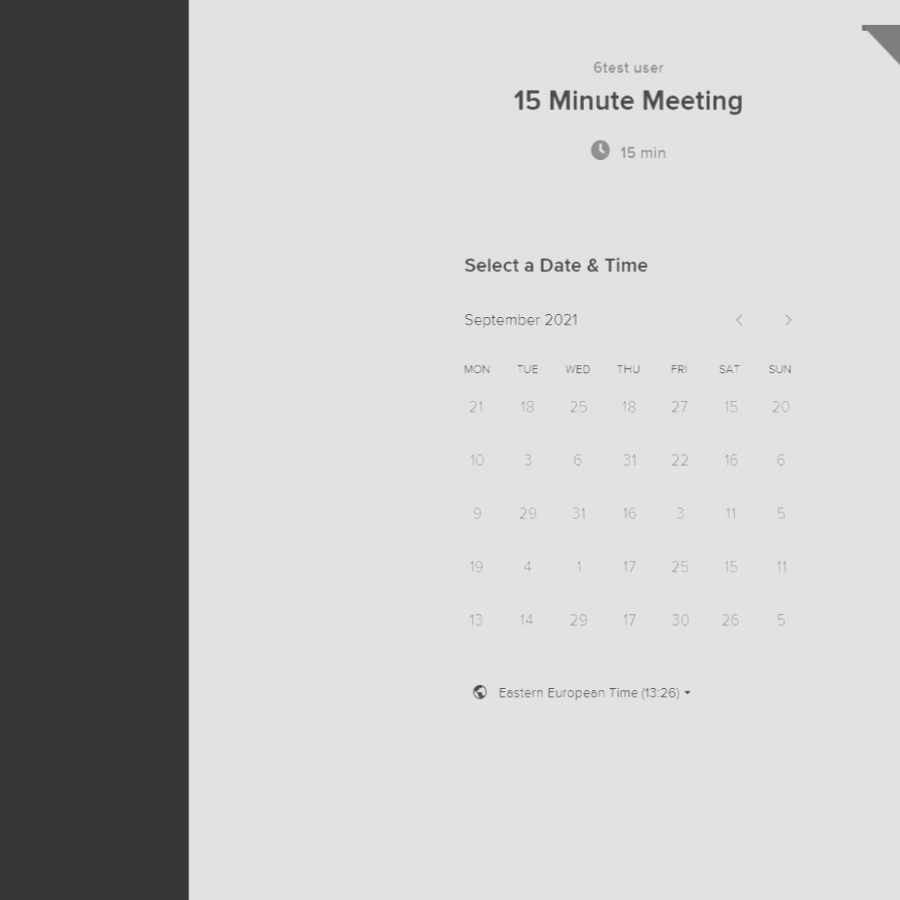 6test user
15 Minute Meeting
15 min
Select a Date & Time
September 2021
MON TUE WED THU FRI SAT SUN
21 18 25 18 27 15 20
10 3 6 31 22 16 6
9 29 31 16 3 11 5
19 4 1 17 25 15 11
13 14 29 17 30 26 5
Eastern European Time (13:26)